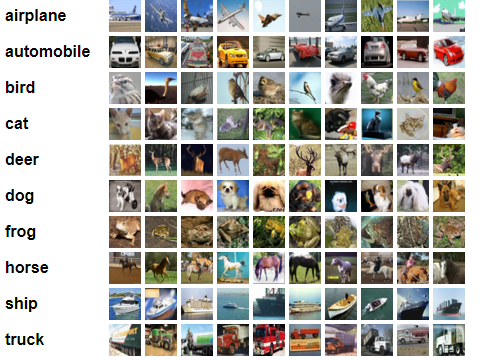 airplane
automobile
bird
cat
deer
dog
frog
horse
ship
truck